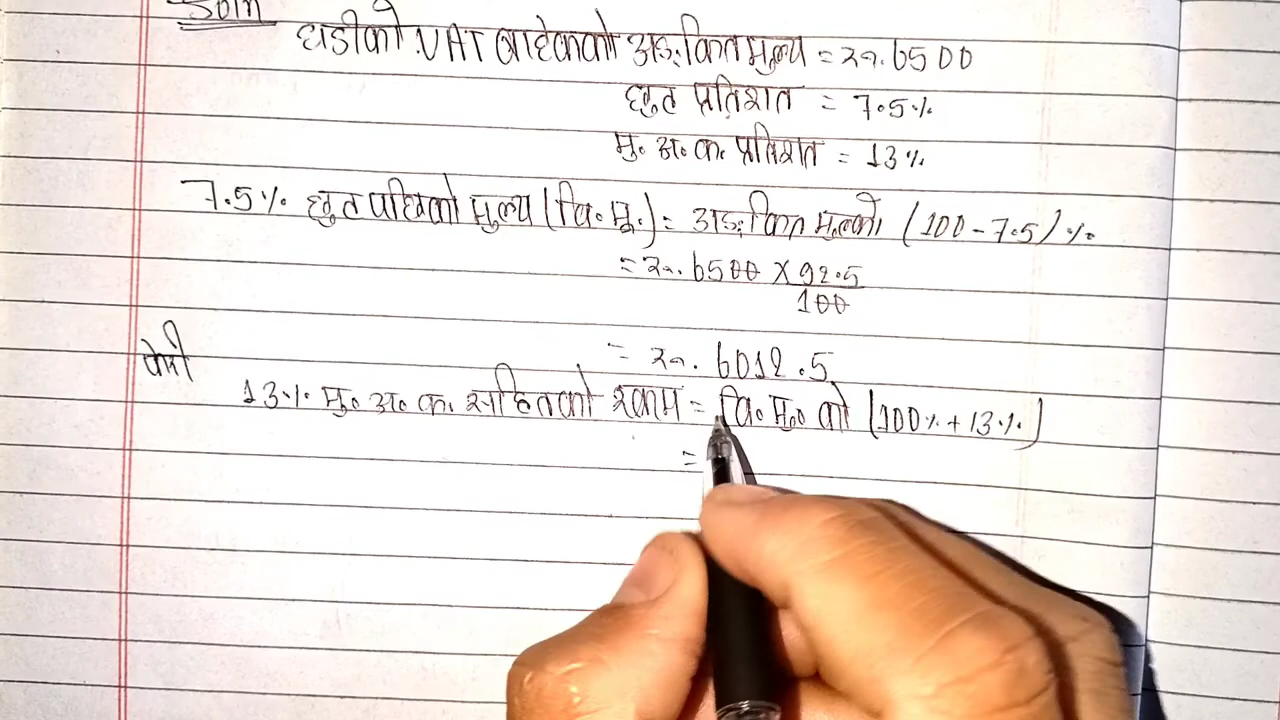 Soln
घडीको VAT बाहेकको अङ्कित मुल्य = रु. 6500
छुट प्रतिशत = 7.5%
मु. अ. क. प्रतिशत = 13%
7.5% छुट पछिको मुल्य (वि. मू.) = अङ्कित मुल्यको (100 - 7.5) %
= रु. 6500 × 92.5
100
= रु. 6012.5
फेरी
13% मु. अ. क. सहितको रकम = वि. मु. को (100% + 13%)
=